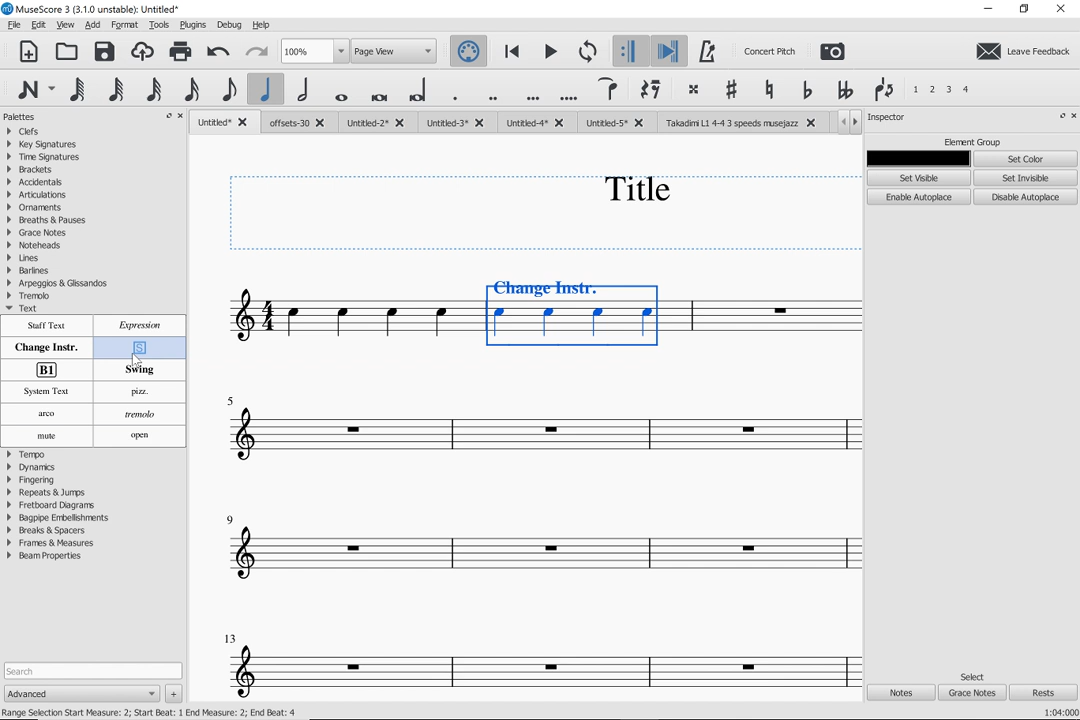 MuseScore 3 (3.1.0 unstable): Untitled*
File Edit View Add Format Tools Plugins Debug Help
100% Page View Concert Pitch Leave Feedback
1 2 3 4
Palettes
Untitled* offsets-30 Untitled-2* Untitled-3* Untitled-4* Untitled-5* Takadimi L1 4-4 3 speeds musejazz
Inspector
Clefs
Key Signatures
Time Signatures
Brackets
Accidentals
Articulations
Ornaments
Breaths & Pauses
Grace Notes
Noteheads
Lines
Barlines
Arpeggios & Glissandos
Tremolo
Text
Staff Text Expression
Change Instr. S
B1 Swing
System Text pizz.
arco tremolo
mute open
Tempo
Dynamics
Fingering
Repeats & Jumps
Fretboard Diagrams
Bagpipe Embellishments
Breaks & Spacers
Frames & Measures
Beam Properties
Search
Advanced +
Title
Change Instr.
4
4
5
9
13
Element Group
Set Color
Set Visible Set Invisible
Enable Autoplace Disable Autoplace
Select
Notes Grace Notes Rests
Range Selection Start Measure: 2; Start Beat: 1 End Measure: 2; End Beat: 4 1:04:000